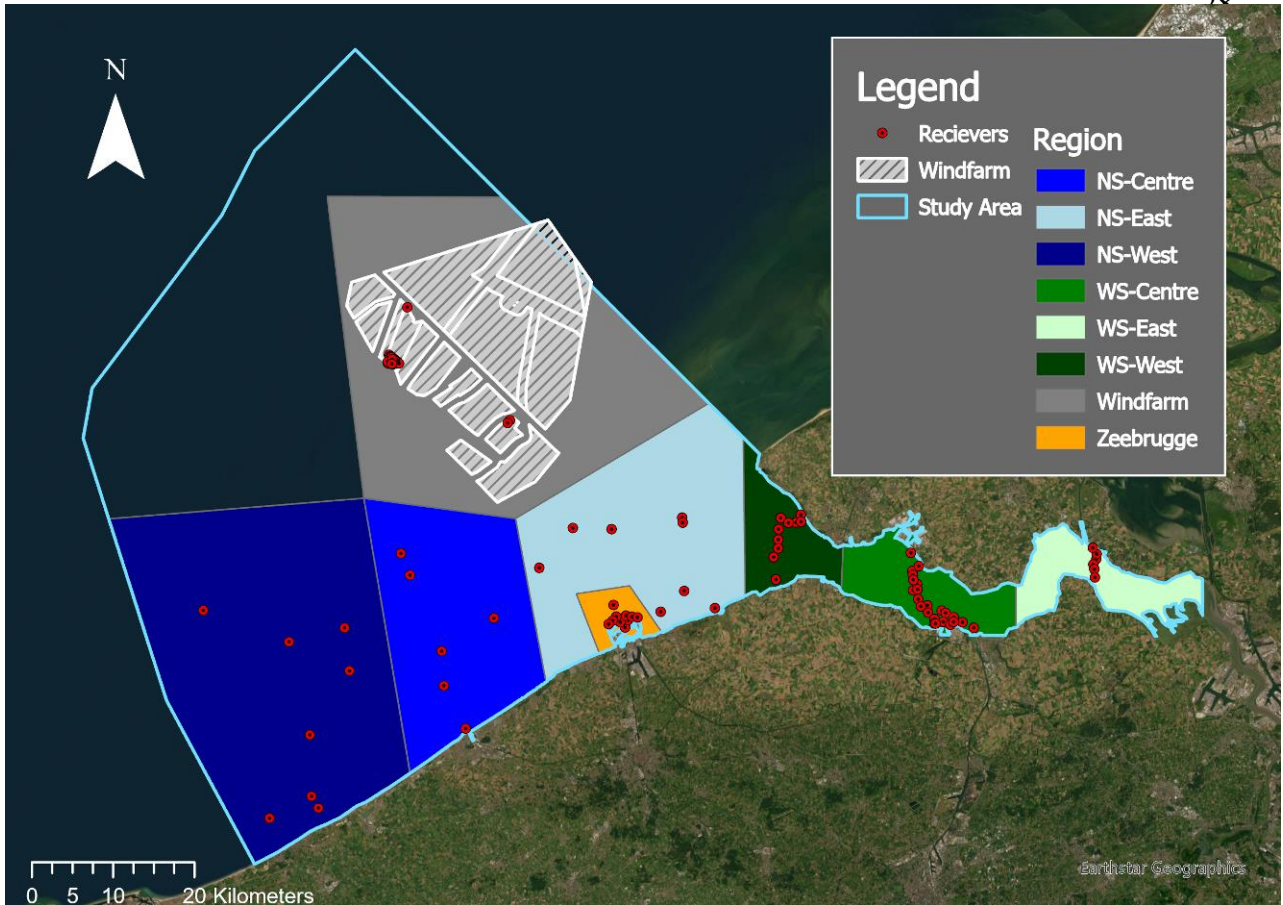 N
Legend
Recievers
Windfarm
Study Area
Region
NS-Centre
NS-East
NS-West
WS-Centre
WS-East
WS-West
Windfarm
Zeebrugge
0 5 10 20 Kilometers
Earthstar Geographics